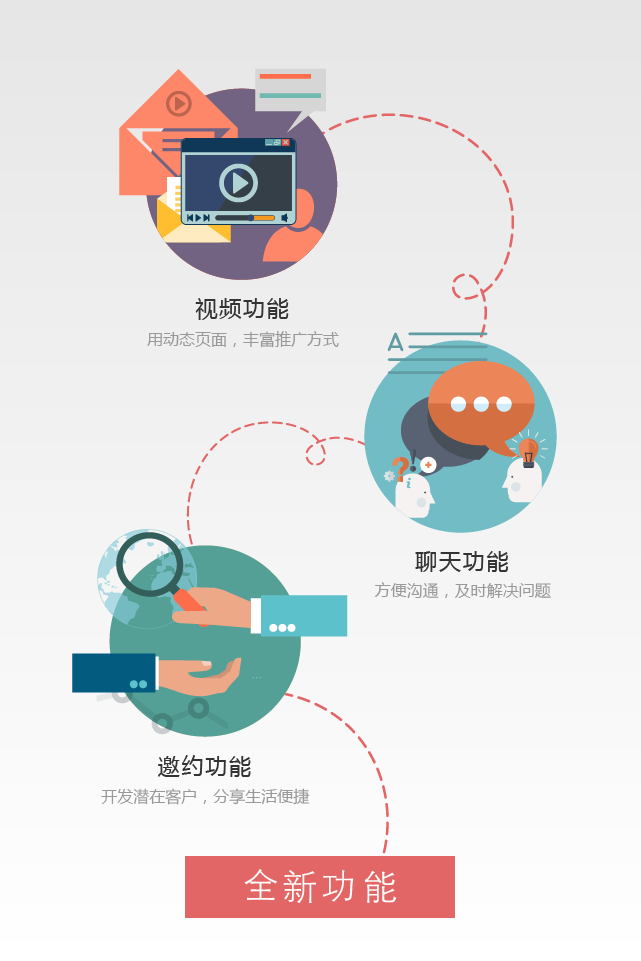 A
视频功能
用动态页面，丰富推广方式
?
!
i
聊天功能
方便沟通，及时解决问题
邀约功能
开发潜在客户，分享生活便捷
全新功能